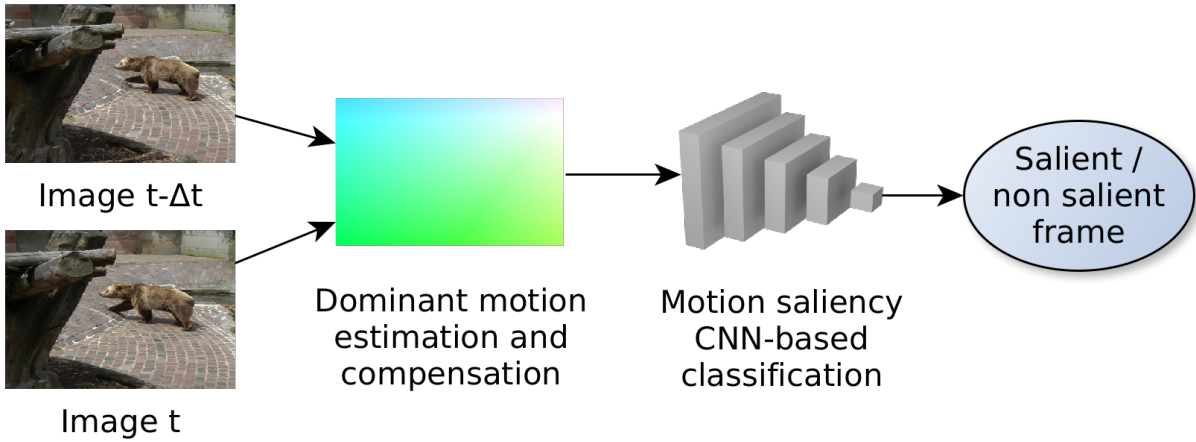 Image t-Δt
Image t
Dominant motion
estimation and
compensation
Motion saliency
CNN-based
classification
Salient /
non salient
frame